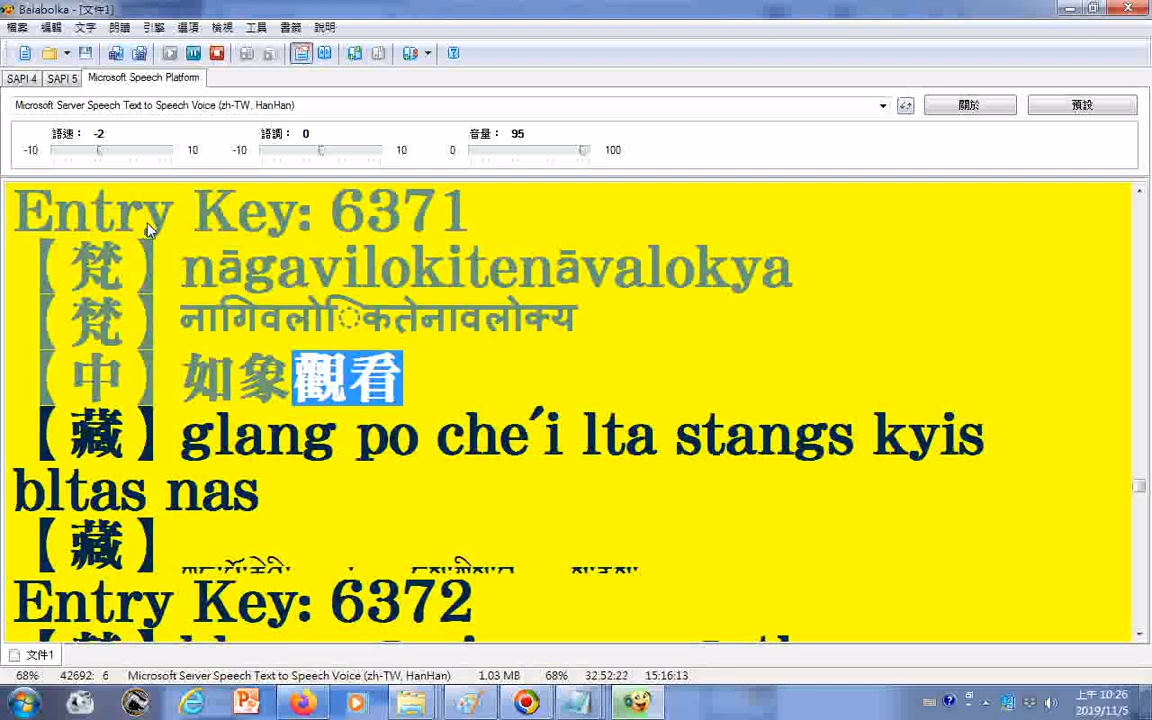 Balabolka - [文件1]
檔案 編輯 文字 朗讀 引擎 選項 檢視 工具 書籤 說明
SAPI 4 SAPI 5 Microsoft Speech Platform
Microsoft Server Speech Text to Speech Voice (zh-TW, HanHan) 關於 預設
語速： -2 語調： 0 音量： 95
-10 10 -10 10 0 100
Entry Key: 6371
【梵】 nāgavilokitenāvalokya
【梵】 नागिवलोिकतेनावलोक्य
【中】 如象觀看
【藏】 glang po che´i lta stangs kyis
bltas nas
【藏】
Entry Key: 6372
文件1
68% 42692: 6 Microsoft Server Speech Text to Speech Voice (zh-TW, HanHan) 1.03 MB 68% 32:52:22 15:16:13
上午 10:26
2019/11/5